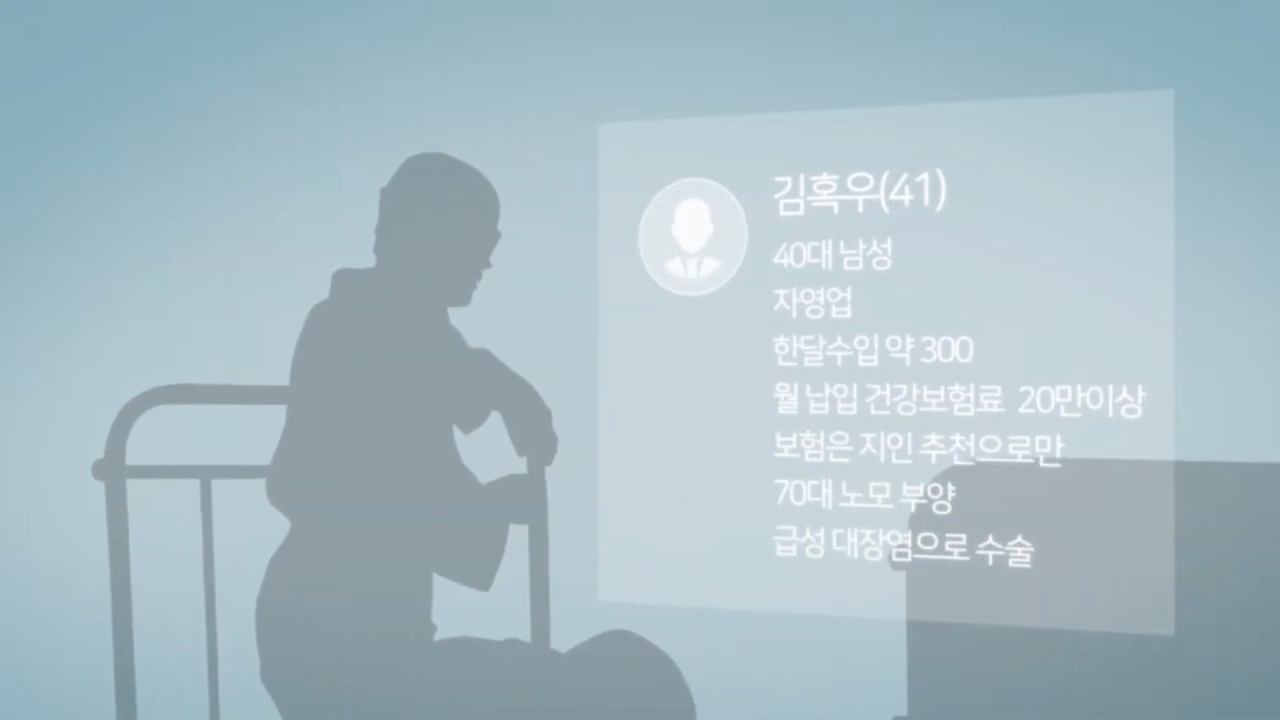 김혹우(41)
40대 남성
자영업
한달수입 약 300
월 납입 건강보험료 20만이상
보험은 지인 추천으로만
70대 노모 부양
급성 대장염으로 수술